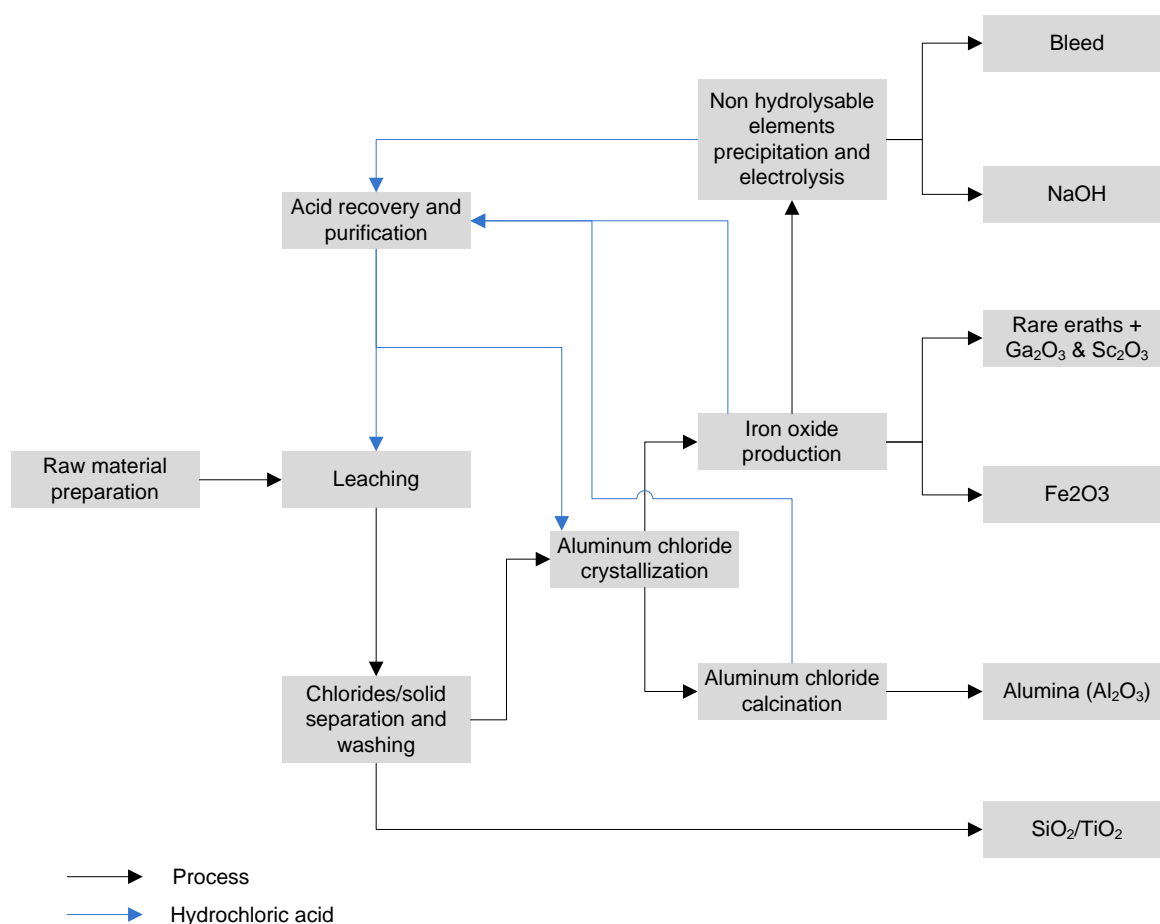 Bleed
Non hydrolysable
elements
precipitation and
electrolysis
NaOH
Acid recovery and
purification
Rare eraths +
Ga₂O₃ & Sc₂O₃
Iron oxide
production
Raw material
preparation
Leaching
Fe2O3
Aluminum chloride
crystallization
Chlorides/solid
separation and
washing
Aluminum chloride
calcination
Alumina (Al₂O₃)
SiO₂/TiO₂
Process
Hydrochloric acid